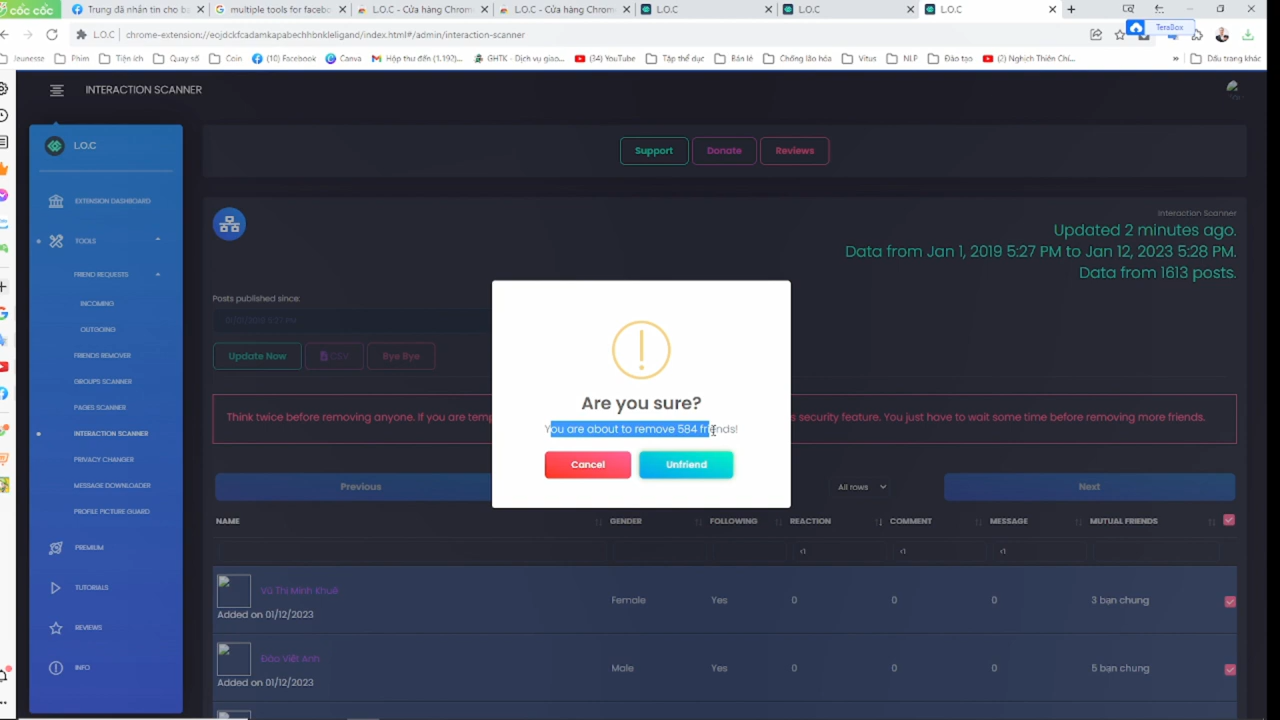 cốc cốc
Trung đã nhắn tin cho b
multiple tools for facebo
L.O.C - Cửa hàng Chrom
L.O.C - Cửa hàng Chrom
L.O.C
L.O.C
L.O.C
L.O.C
chrome-extension://eojdckfcadamkapabechhbnkleligand/index.html#/admin/interaction-scanner
TeraBox
Jeunesse
Phim
Tiện ích
Quay số
Coin
(10) Facebook
Canva
Hộp thư đến (1.192)...
GHTK - Dịch vụ giao...
(34) YouTube
Tập thể dục
Bán lẻ
Chống lão hóa
Vitus
NLP
Đào tạo
(2) Nghịch Thiên Chí...
»
Dấu trang khác
INTERACTION SCANNER
L.O.C
Support
Donate
Reviews
EXTENSION DASHBOARD
TOOLS
FRIEND REQUESTS
INCOMING
OUTGOING
FRIENDS REMOVER
GROUPS SCANNER
PAGES SCANNER
INTERACTION SCANNER
PRIVACY CHANGER
MESSAGE DOWNLOADER
PROFILE PICTURE GUARD
PREMIUM
TUTORIALS
REVIEWS
INFO
Interaction Scanner
Updated 2 minutes ago.
Data from Jan 1, 2019 5:27 PM to Jan 12, 2023 5:28 PM.
Data from 1613 posts.
Posts published since:
Update Now
CSV
Bye Bye
Think twice before removing anyone. If you are temp
s security feature. You just have to wait some time before removing more friends.
Are you sure?
You are about to remove 584 friends!
Cancel
Unfriend
Previous
All rows
Next
NAME
GENDER
FOLLOWING
REACTION
COMMENT
MESSAGE
MUTUAL FRIENDS
<1
<1
<1
Vũ Thị Minh Khuê
Added on 01/12/2023
Female
Yes
0
0
0
3 bạn chung
Đào Việt Anh
Added on 01/12/2023
Male
Yes
0
0
0
5 bạn chung